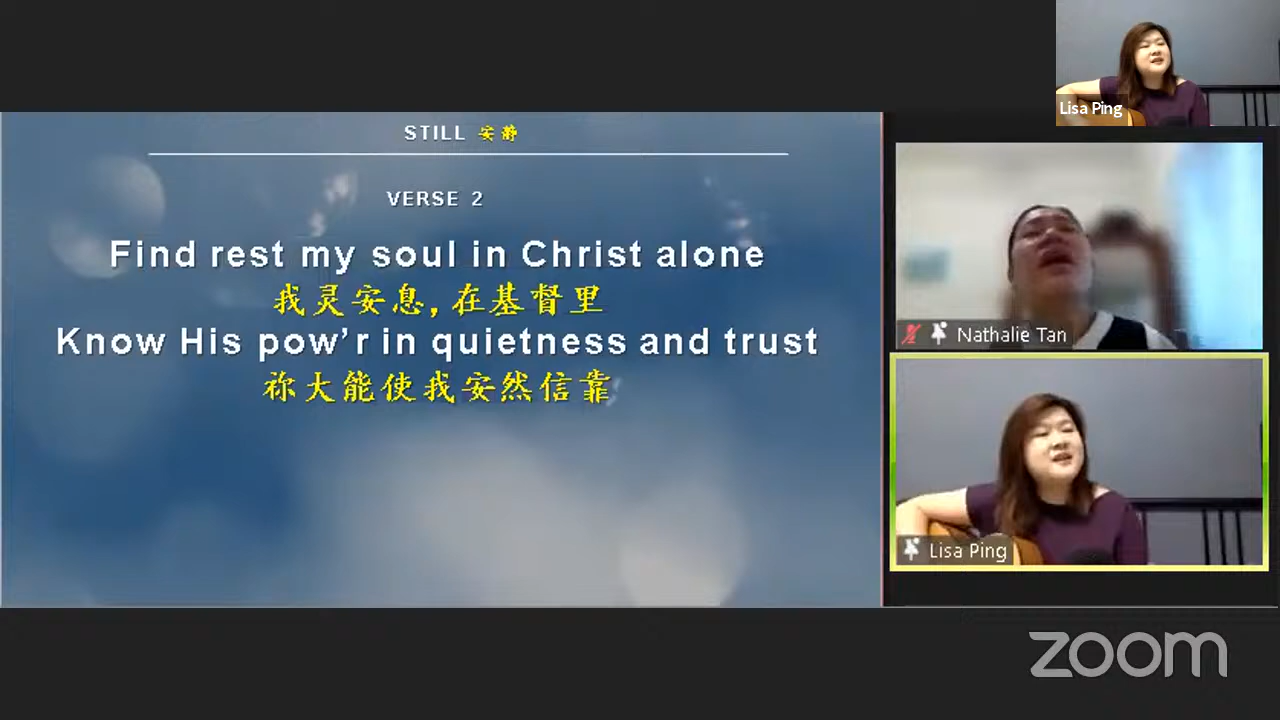 STILL 安静
VERSE 2
Find rest my soul in Christ alone
我灵安息,在基督里
Know His pow’r in quietness and trust
祢大能使我安然信靠
Lisa Ping
Nathalie Tan
Lisa Ping
zoom